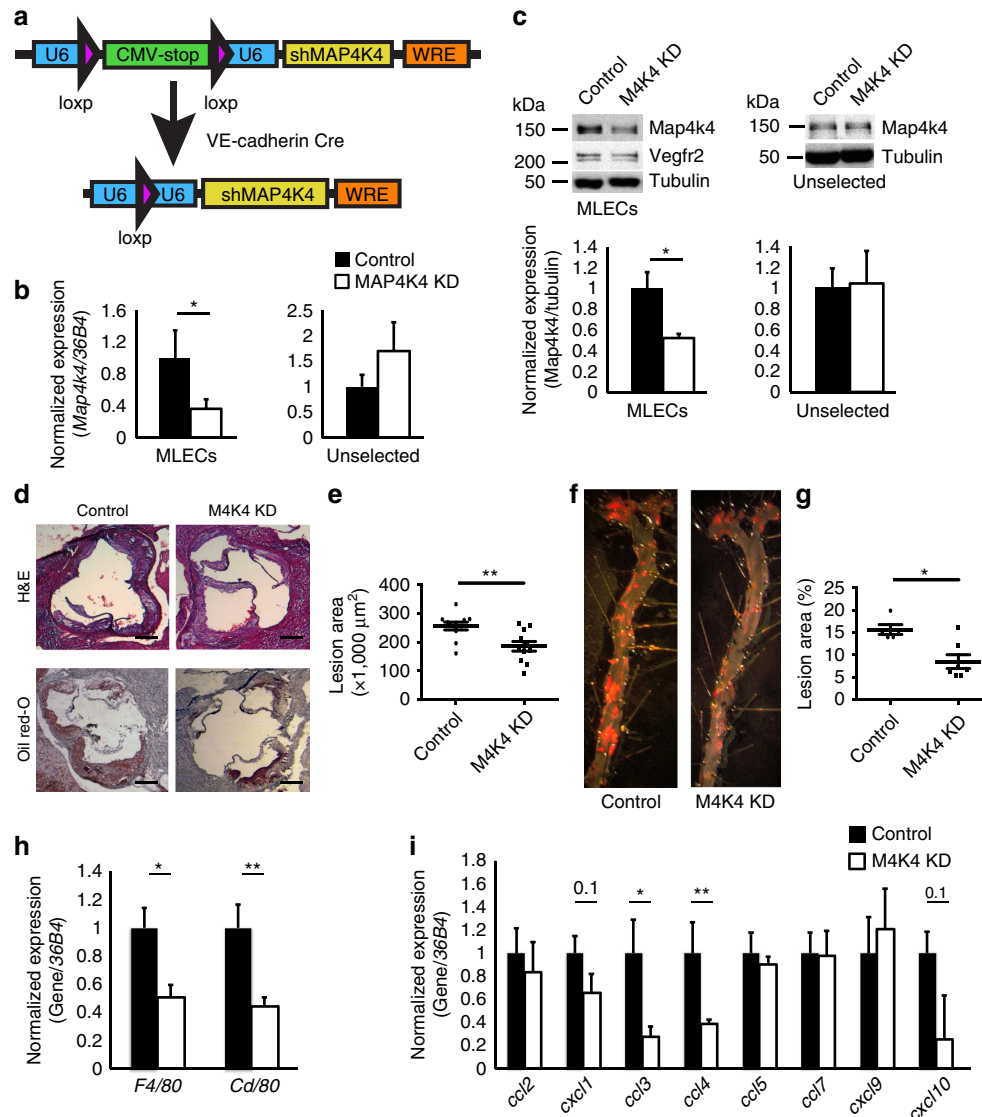 a
U6
CMV-stop
U6
shMAP4K4
WRE
loxp
loxp
VE-cadherin Cre
U6
U6
shMAP4K4
WRE
loxp
b
Control
MAP4K4 KD
Normalized expression
(Map4k4/36B4)
1.6
1.2
0.8
0.4
0
*
MLECs
2.5
2
1.5
1
0.5
0
Unselected
c
kDa
Control
M4K4 KD
150
Map4k4
200
Vegfr2
50
Tubulin
MLECs
kDa
Control
M4K4 KD
150
Map4k4
50
Tubulin
Unselected
Normalized expression
(Map4k4/tubulin)
1.4
1.2
1
0.8
0.6
0.4
0.2
0
*
MLECs
1.4
1.2
1
0.8
0.6
0.4
0.2
0
Unselected
d
Control
M4K4 KD
H&E
Oil red-O
e
Lesion area
(×1,000 µm²)
400
300
200
100
0
**
Control
M4K4 KD
f
Control
M4K4 KD
g
Lesion area (%)
25
20
15
10
5
0
*
Control
M4K4 KD
h
Normalized expression
(Gene/36B4)
1.4
1.2
1
0.8
0.6
0.4
0.2
0
*
**
F4/80
Cd/80
i
Control
M4K4 KD
Normalized expression
(Gene/36B4)
1.8
1.6
1.4
1.2
1
0.8
0.6
0.4
0.2
0
0.1
*
**
0.1
ccl2
cxcl1
ccl3
ccl4
ccl5
ccl7
cxcl9
cxcl10